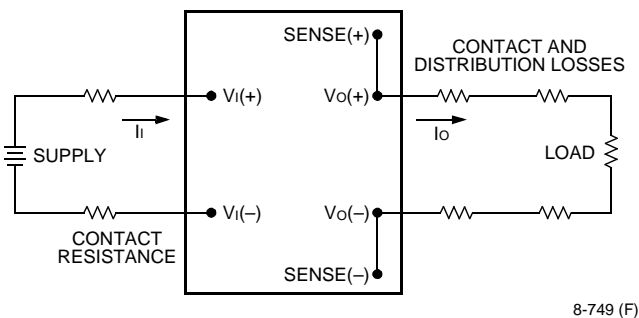 SENSE(+)
CONTACT AND
DISTRIBUTION LOSSES
VI(+)
VO(+)
II
IO
SUPPLY
LOAD
VI(–)
VO(–)
CONTACT
RESISTANCE
SENSE(–)
8-749 (F)